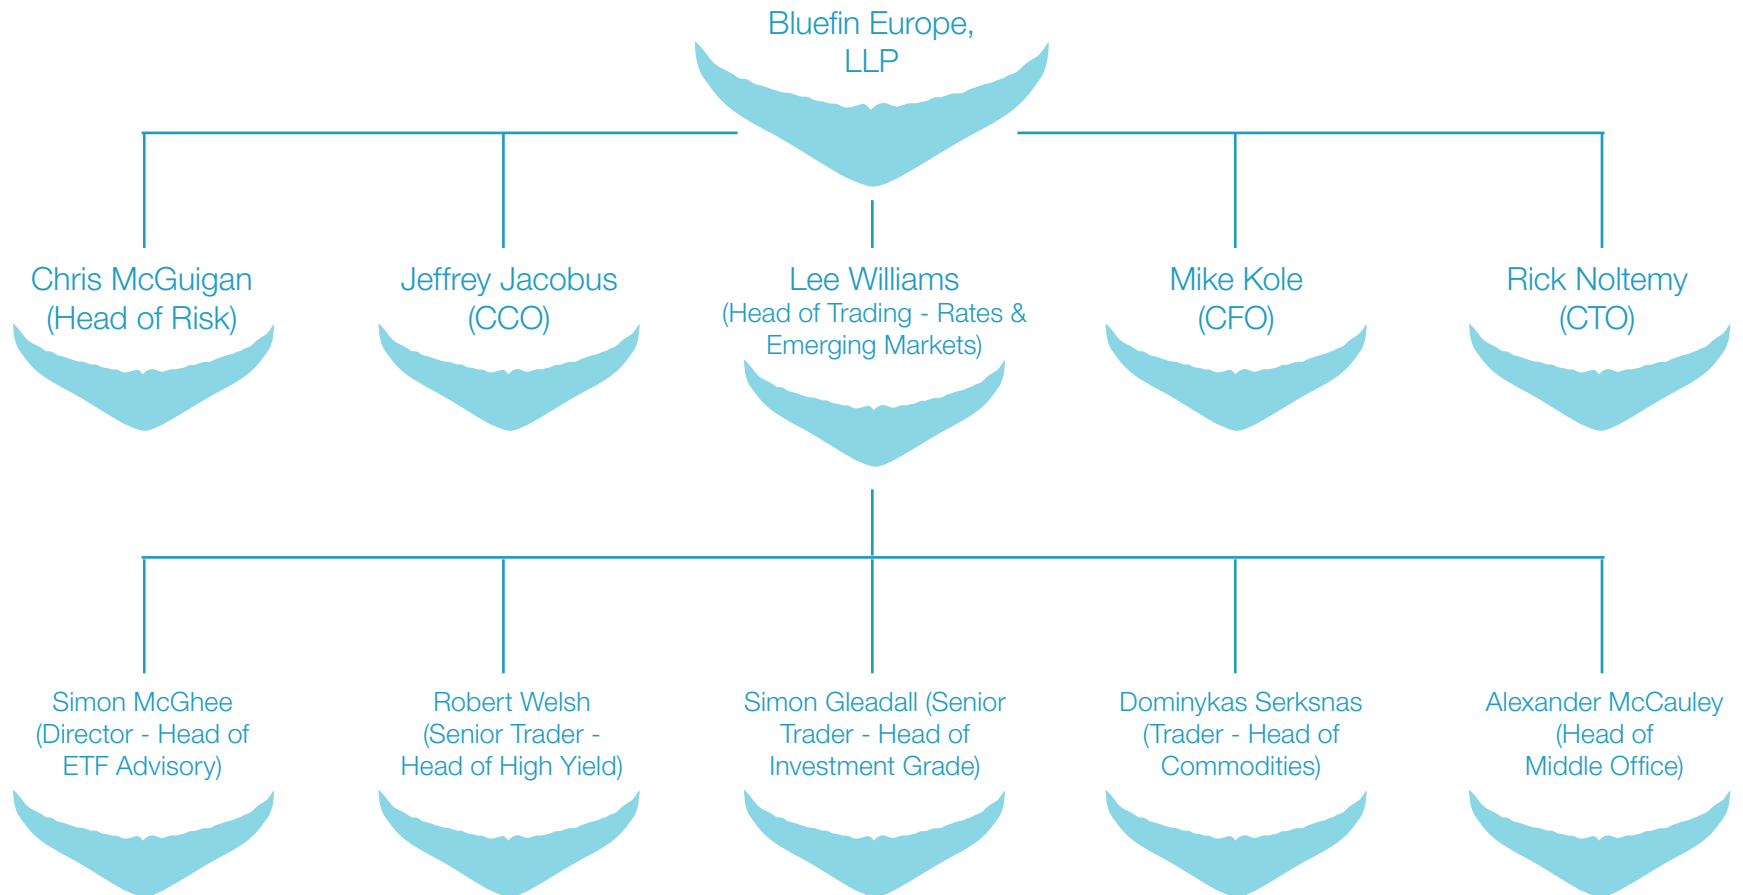 Bluefin Europe,
LLP
Chris McGuigan
(Head of Risk)
Jeffrey Jacobus
(CCO)
Lee Williams
(Head of Trading - Rates &
Emerging Markets)
Mike Kole
(CFO)
Rick Noltemy
(CTO)
Simon McGhee
(Director - Head of
ETF Advisory)
Robert Welsh
(Senior Trader -
Head of High Yield)
Simon Gleadall (Senior
Trader - Head of
Investment Grade)
Dominykas Serksnas
(Trader - Head of
Commodities)
Alexander McCauley
(Head of
Middle Office)